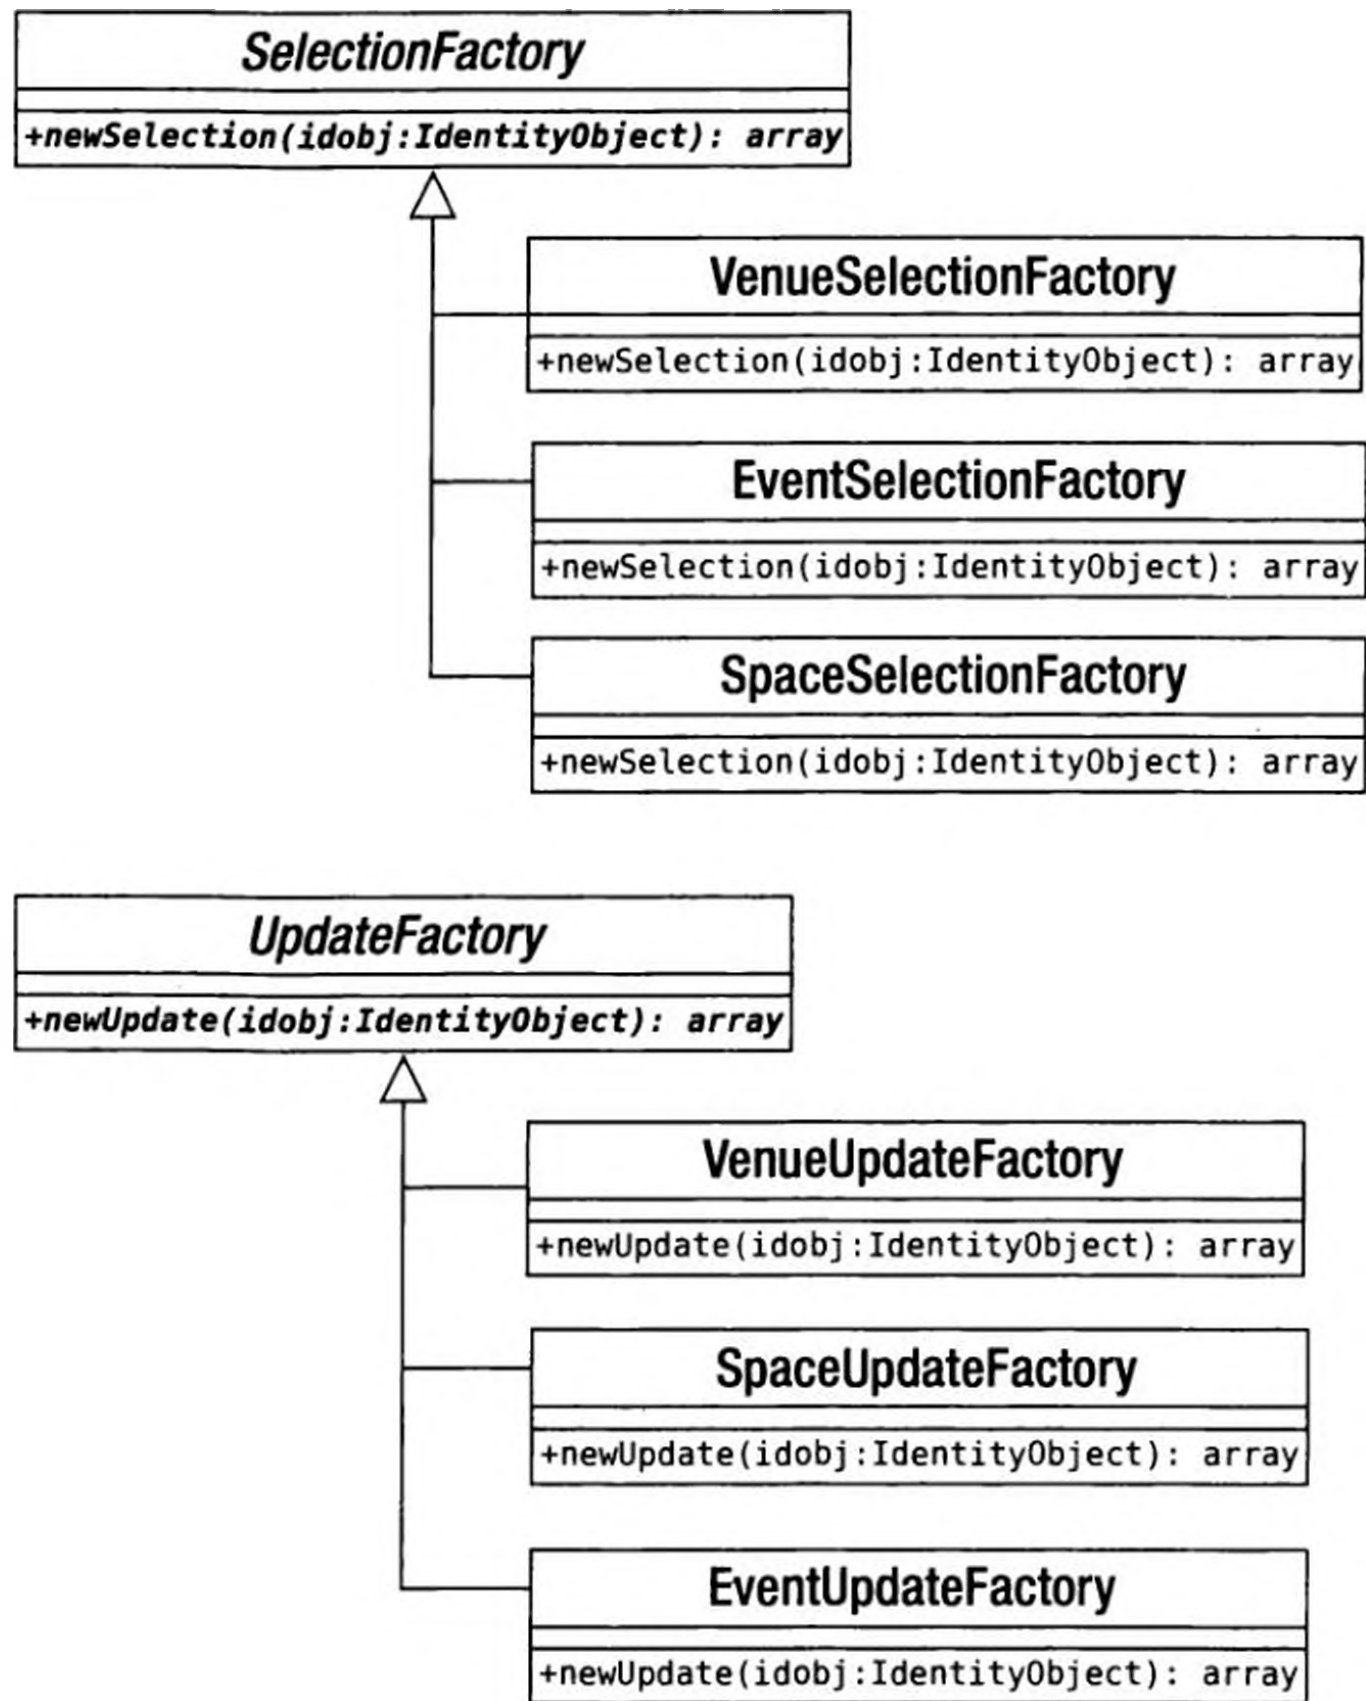 SelectionFactory
+newSelection(idobj:IdentityObject): array
VenueSelectionFactory
+newSelection(idobj:IdentityObject): array
EventSelectionFactory
+newSelection(idobj:IdentityObject): array
SpaceSelectionFactory
+newSelection(idobj:IdentityObject): array
UpdateFactory
+newUpdate(idobj:IdentityObject): array
VenueUpdateFactory
+newUpdate(idobj:IdentityObject): array
SpaceUpdateFactory
+newUpdate(idobj:IdentityObject): array
EventUpdateFactory
+newUpdate(idobj:IdentityObject): array